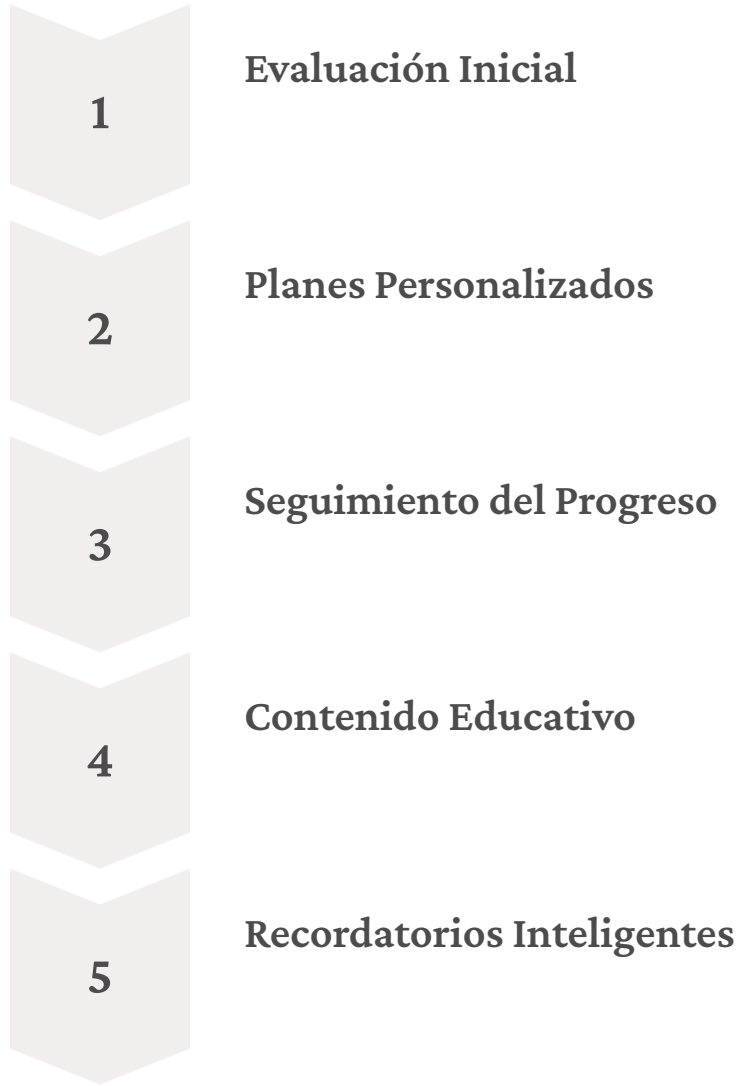 1
Evaluación Inicial
2
Planes Personalizados
3
Seguimiento del Progreso
4
Contenido Educativo
5
Recordatorios Inteligentes